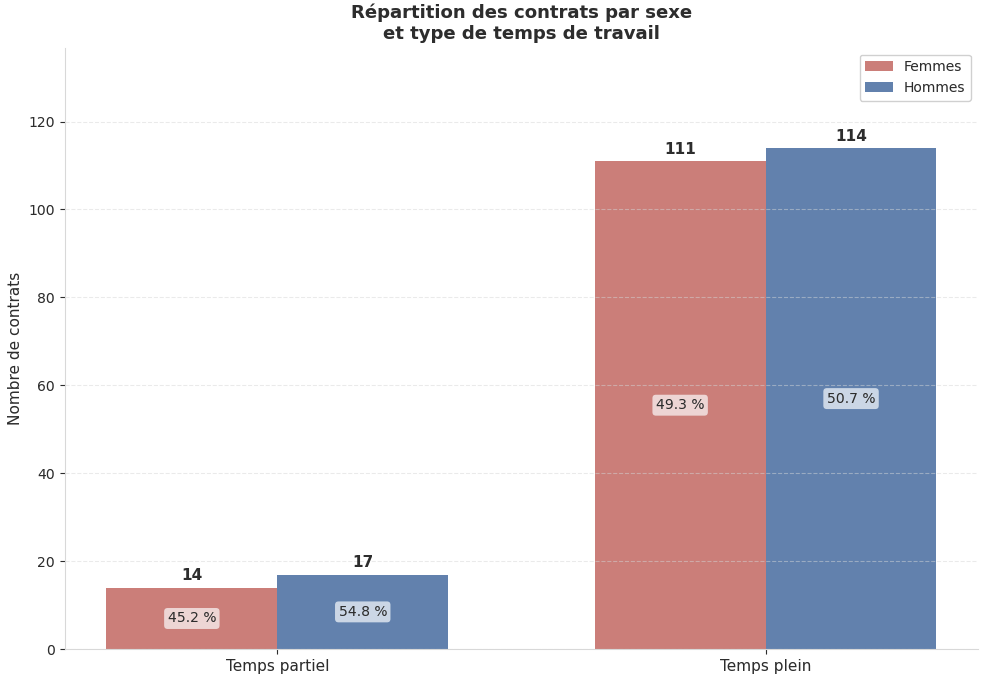 Répartition des contrats par sexe
et type de temps de travail
Femmes
Hommes
Nombre de contrats
120
100
80
60
40
20
0
14
17
111
114
45.2 %
54.8 %
49.3 %
50.7 %
Temps partiel
Temps plein